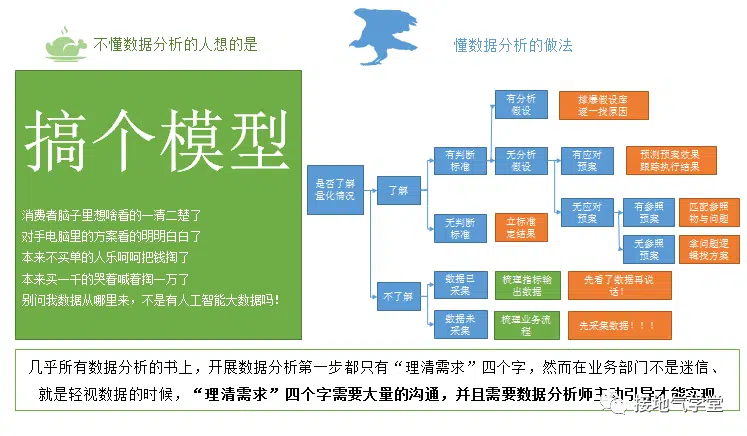 不懂数据分析的人想的是
懂数据分析的做法
搞个模型
消费者脑子里想啥看的一清二楚了
对手电脑里的方案看的明明白白了
本来不买单的人乐呵呵把钱掏了
本来买一千的哭着喊着掏一万了
别问我数据从哪里来，不是有人工智能大数据吗！
是否了解
量化情况
了解
不了解
有判断
标准
无判断
标准
数据已
采集
数据未
采集
有分析
假设
无分析
假设
立标准
定结果
梳理指标输
出数据
梳理业务流
程
撑爆假设库
逐一找原因
有应对
预案
无应对
预案
先看了数据再说
话！
先采集数据！！！
预测预案效果
跟踪执行结果
有参照
预案
无参照
预案
匹配参照
物与问题
拿问题逻
辑找方案
几乎所有数据分析的书上，开展数据分析第一步都只有“理清需求”四个字，然而在业务部门不是迷信、
就是轻视数据的时候，“理清需求”四个字需要大量的沟通，并且需要数据分析师主动引导才能实现
接地气学堂